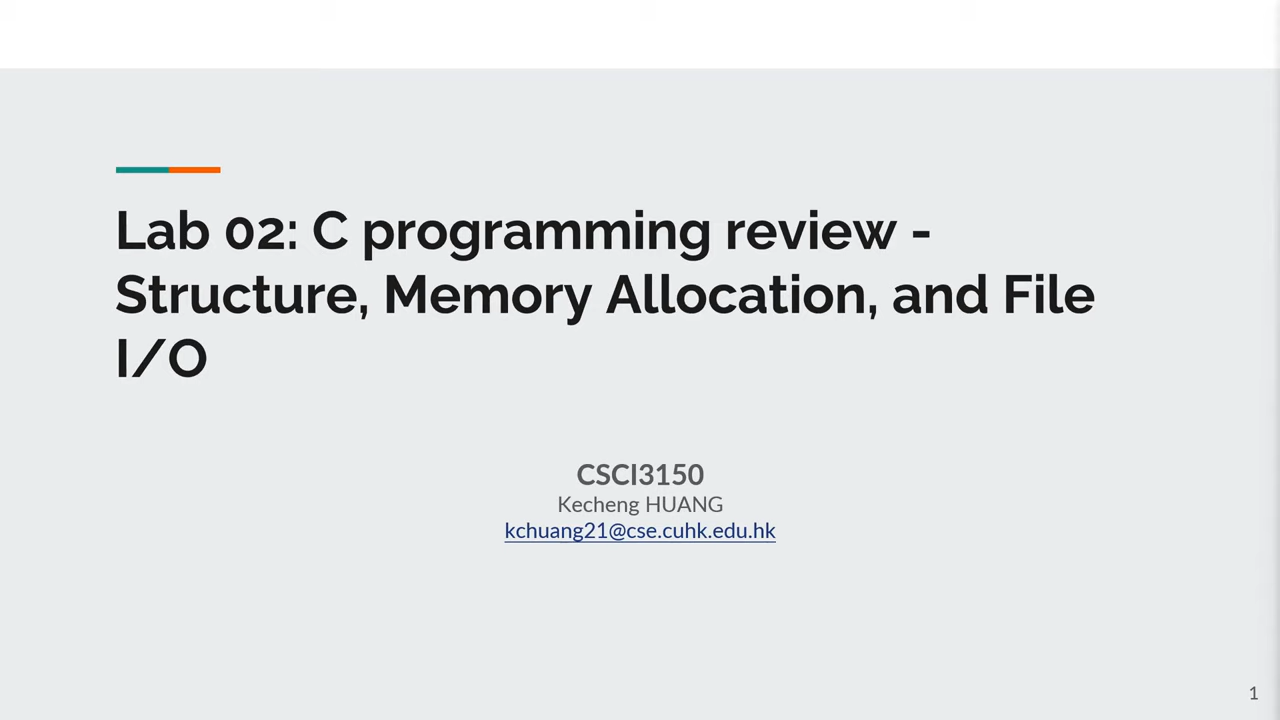 Lab 02: C programming review -
Structure, Memory Allocation, and File
I/O
CSCI3150
Kecheng HUANG
kchuang21@cse.cuhk.edu.hk
1